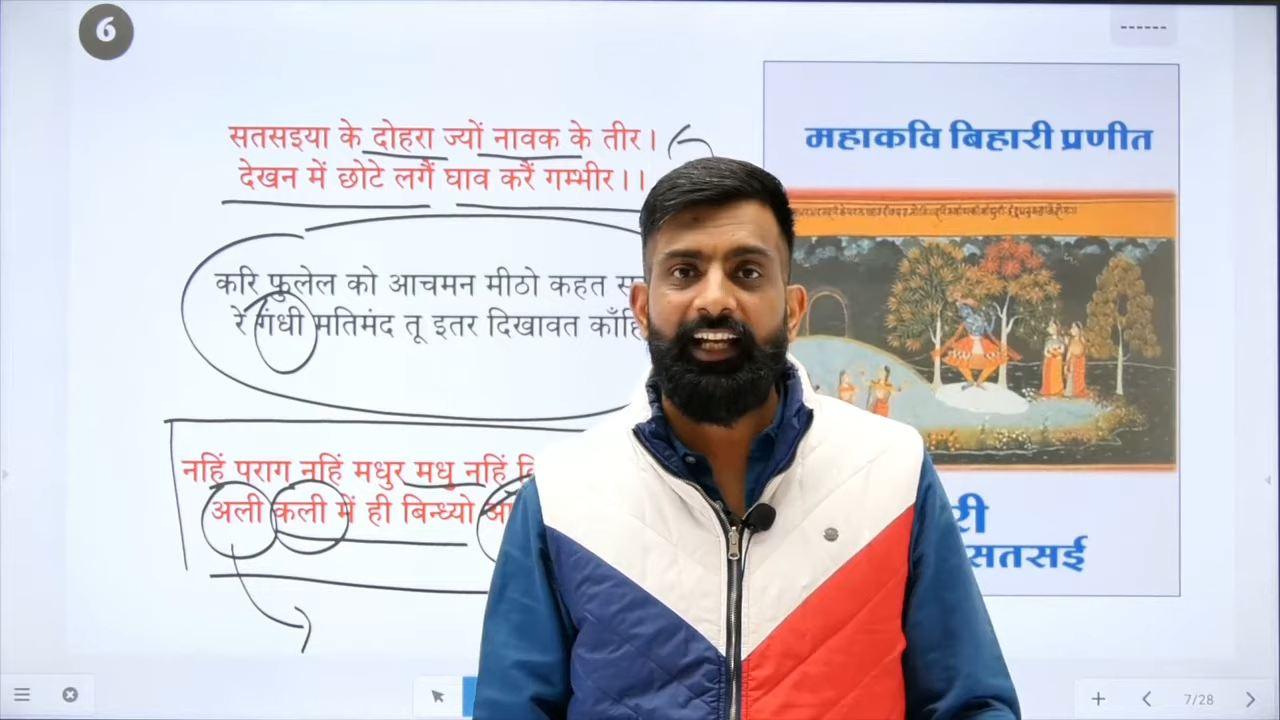 6
------
सतसइया के दोहरा ज्यों नावक के तीर।
देखन में छोटे लगैं घाव करैं गम्भीर।।
करि फुलेल को आचमन मीठो कहत
रे गंधी मतिमंद तू इतर दिखावत
नहिं पराग नहिं मधुर मधु नहिं
अली कली में ही बिन्ध्यो
महाकवि बिहारी प्रणीत
सतसई
7/28